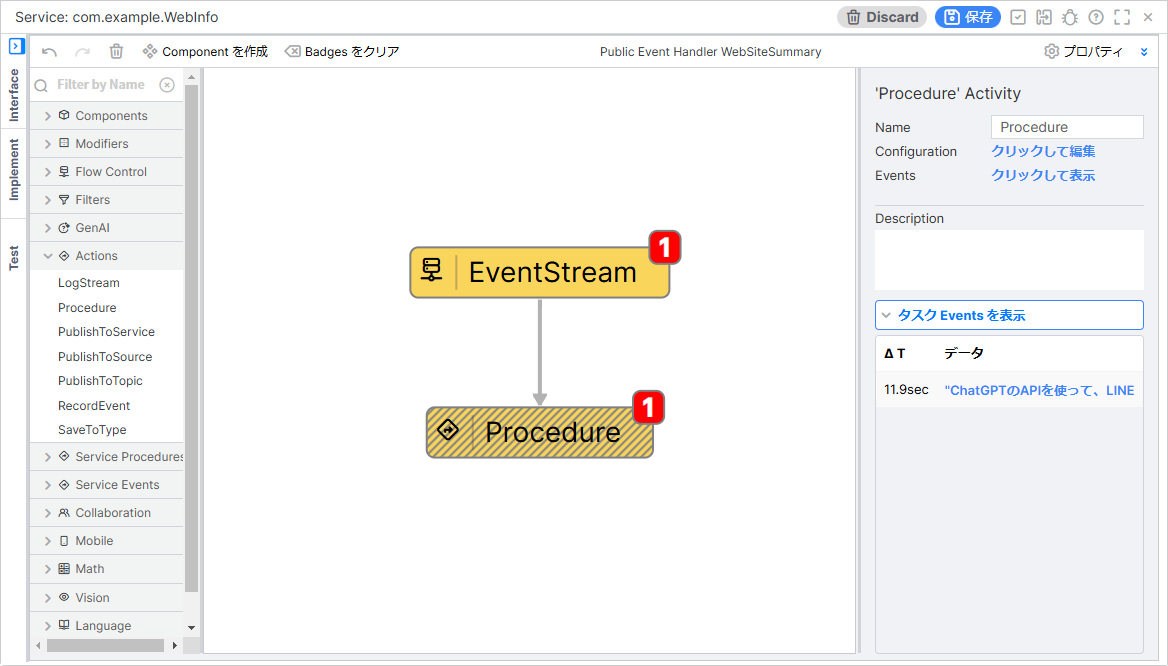 Service: com.example.WebInfo
Discard
保存
Component を作成
Badges をクリア
Public Event Handler WebSiteSummary
プロパティ
Interface
Implement
Test
Filter by Name
Components
Modifiers
Flow Control
Filters
GenAI
Actions
LogStream
Procedure
PublishToService
PublishToSource
PublishToTopic
RecordEvent
SaveToType
Service Procedures
Service Events
Collaboration
Mobile
Math
Vision
Language
EventStream
1
Procedure
1
'Procedure' Activity
Name
Procedure
Configuration
クリックして編集
Events
クリックして表示
Description
タスク Events を表示
Δ T
データ
11.9sec
"ChatGPTのAPIを使って、LINE